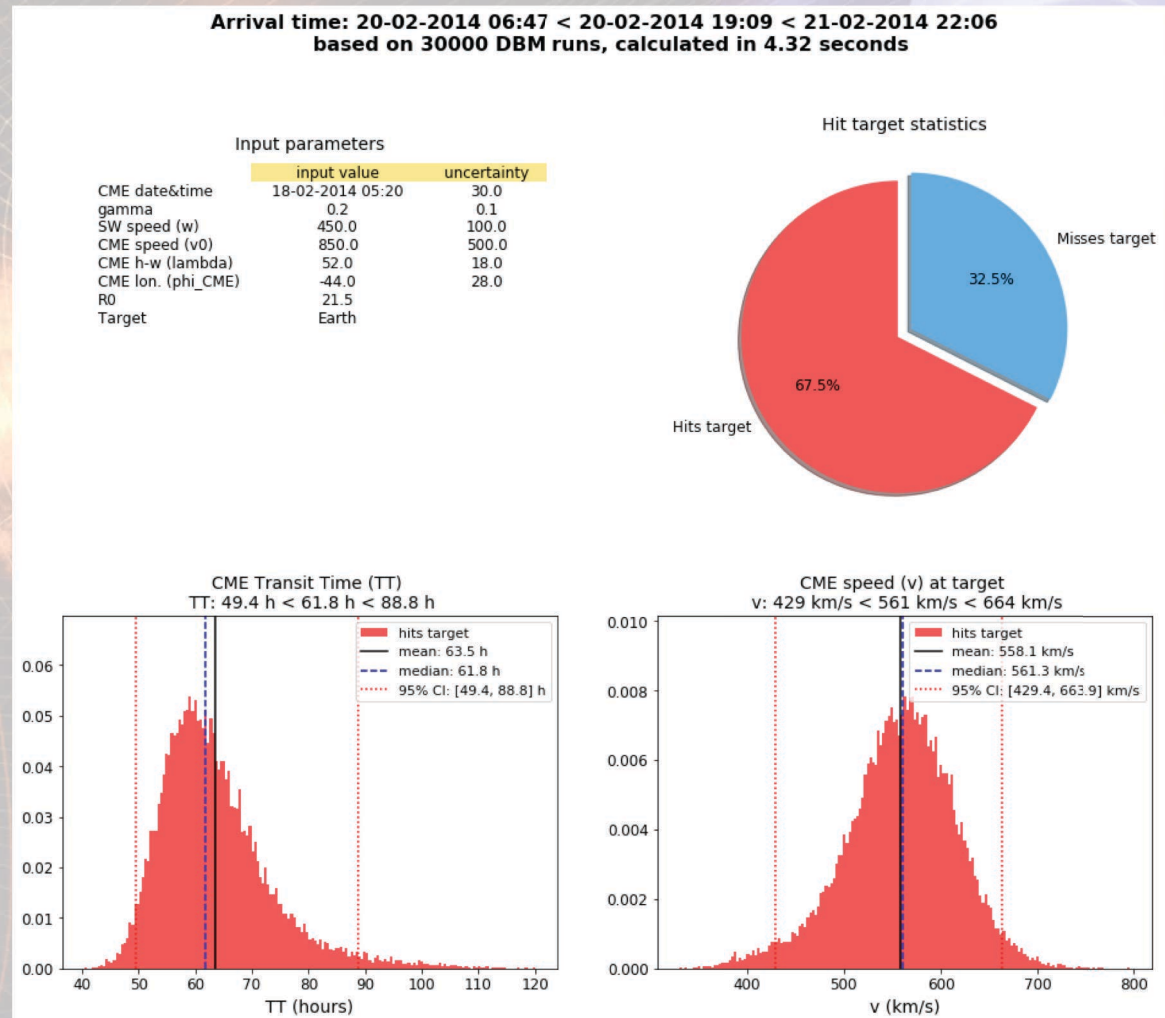 Arrival time: 20-02-2014 06:47 < 20-02-2014 19:09 < 21-02-2014 22:06
based on 30000 DBM runs, calculated in 4.32 seconds
Input parameters
input value uncertainty
CME date&time 18-02-2014 05:20 30.0
gamma 0.2 0.1
SW speed (w) 450.0 100.0
CME speed (v0) 850.0 500.0
CME h-w (lambda) 52.0 18.0
CME lon. (phi_CME) -44.0 28.0
R0 21.5
Target Earth
Hit target statistics
Misses target
32.5%
67.5%
Hits target
CME Transit Time (TT)
TT: 49.4 h < 61.8 h < 88.8 h
hits target
mean: 63.5 h
median: 61.8 h
95% CI: [49.4, 88.8] h
0.06
0.05
0.04
0.03
0.02
0.01
0.00
40 50 60 70 80 90 100 110 120
TT (hours)
CME speed (v) at target
v: 429 km/s < 561 km/s < 664 km/s
hits target
mean: 558.1 km/s
median: 561.3 km/s
95% CI: [429.4, 663.9] km/s
0.010
0.008
0.006
0.004
0.002
0.000
400 500 600 700 800
v (km/s)